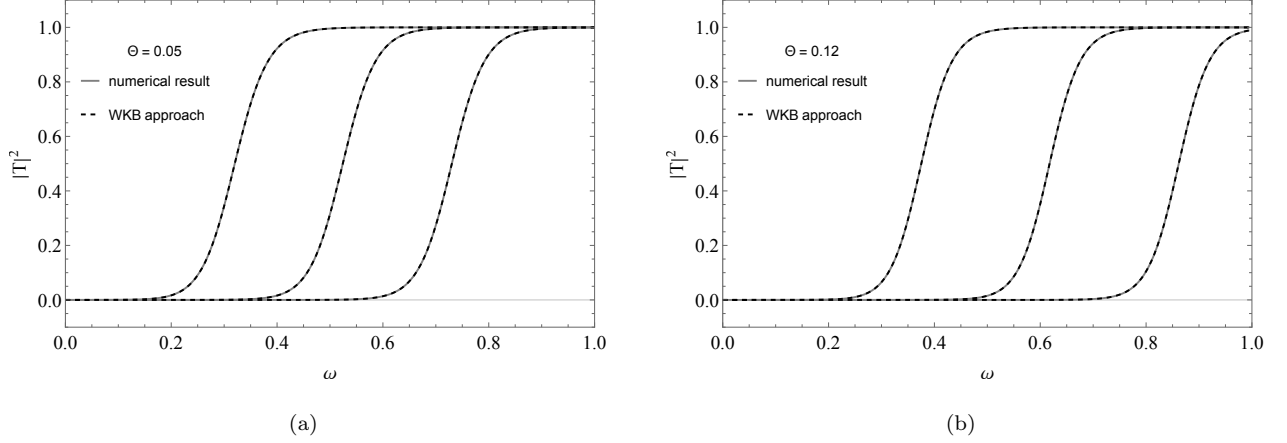 |T|²
1.0
0.8
0.6
0.4
0.2
0.0
Θ = 0.05
numerical result
WKB approach
0.0 0.2 0.4 0.6 0.8 1.0
ω
(a)
|T|²
1.0
0.8
0.6
0.4
0.2
0.0
Θ = 0.12
numerical result
WKB approach
0.0 0.2 0.4 0.6 0.8 1.0
ω
(b)